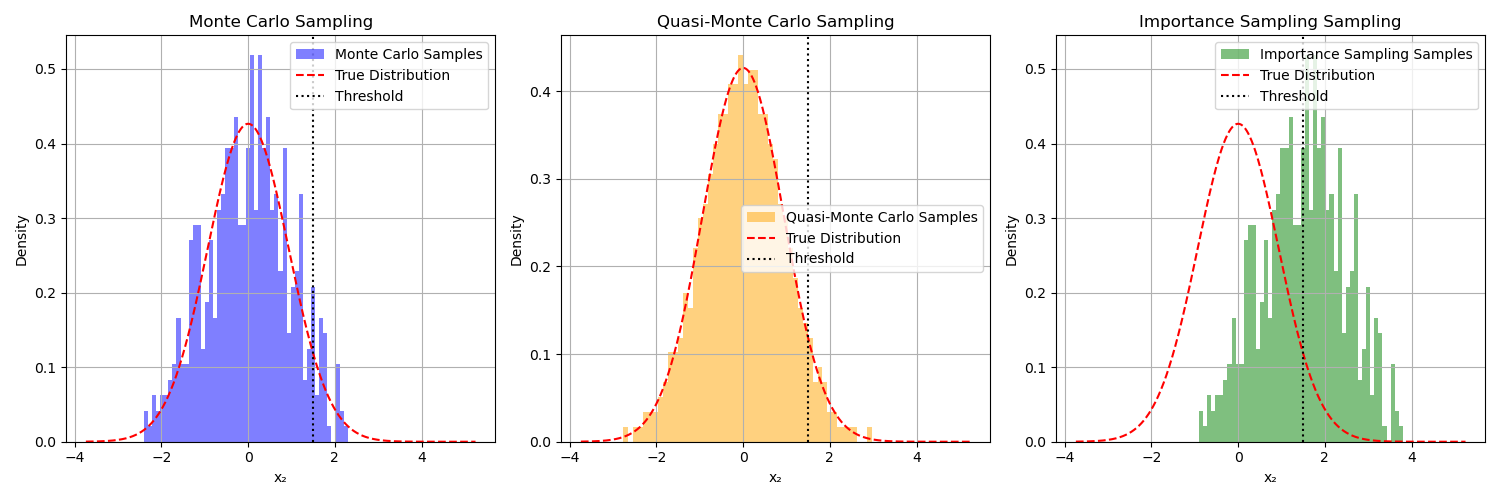 Monte Carlo Sampling
Density
0.5
0.4
0.3
0.2
0.1
0.0
Monte Carlo Samples
True Distribution
Threshold
−4
−2
0
2
4
x₂
Quasi-Monte Carlo Sampling
Density
0.4
0.3
0.2
0.1
0.0
Quasi-Monte Carlo Samples
True Distribution
Threshold
−4
−2
0
2
4
x₂
Importance Sampling Sampling
Density
0.5
0.4
0.3
0.2
0.1
0.0
Importance Sampling Samples
True Distribution
Threshold
−4
−2
0
2
4
x₂